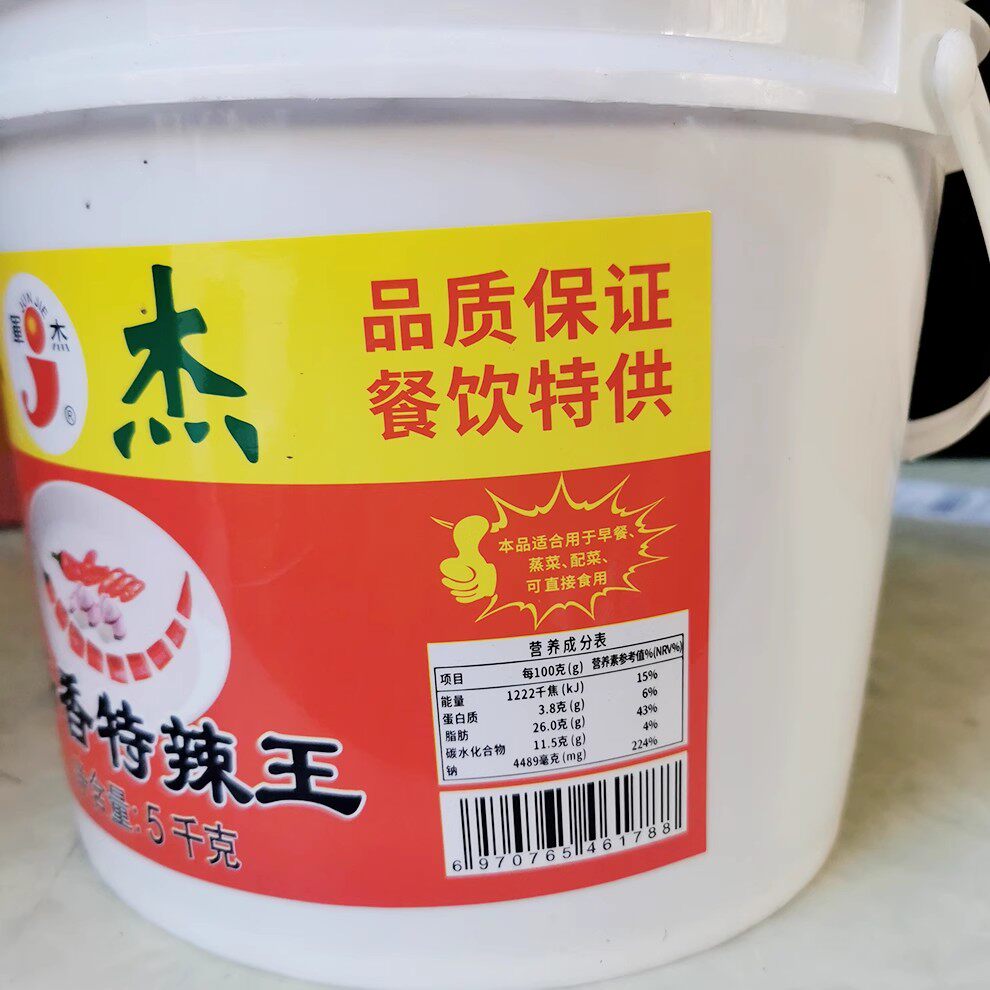 JUN JIE
軍 杰
®
杰
品质保证
餐饮特供
本品适合用于早餐、
蒸菜、配菜、
可直接食用
香特辣王
净含量:5千克
营养成分表
项目 每100克(g) 营养素参考值%(NRV%)
能量 1222千焦(kJ) 15%
蛋白质 3.8克(g) 6%
脂肪 26.0克(g) 43%
碳水化合物 11.5克(g) 4%
钠 4489毫克(mg) 224%
6970765461788